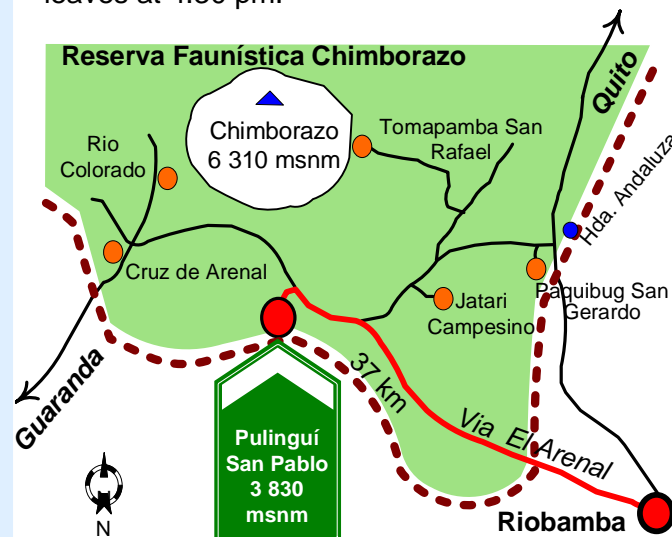 Reserva Faunística Chimborazo
Quito
Chimborazo
6 310 msnm
Tomapamba San
Rafael
Rio
Colorado
Hda. Andaluza
Cruz de Arenal
Jatari
Campesino
Paquibug San
Gerardo
Guaranda
37 km
Via El Arenal
Pulinguí
San Pablo
3 830
msnm
N
Riobamba